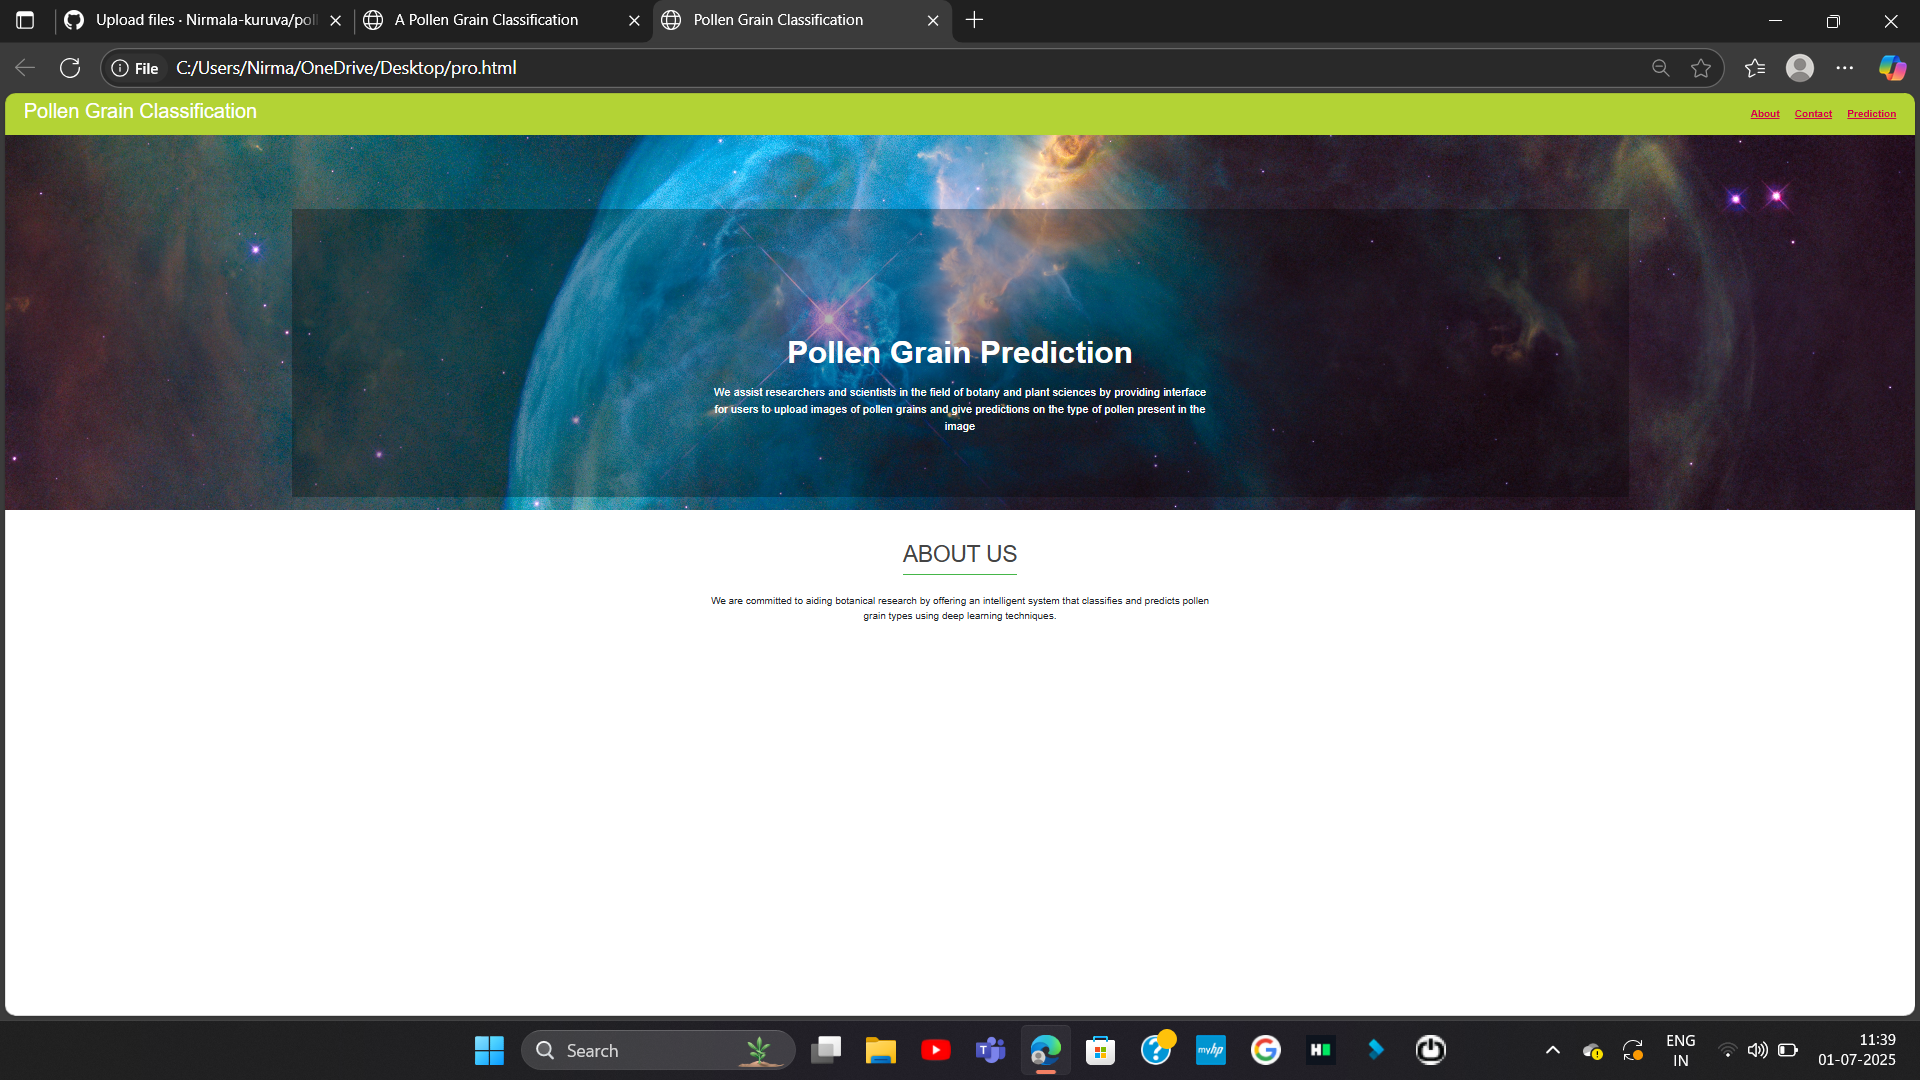 Upload files · Nirmala-kuruva/pol
A Pollen Grain Classification
Pollen Grain Classification
File
C:/Users/Nirma/OneDrive/Desktop/pro.html
Pollen Grain Classification
About Contact Prediction
Pollen Grain Prediction
We assist researchers and scientists in the field of botany and plant sciences by providing interface
for users to upload images of pollen grains and give predictions on the type of pollen present in the
image
ABOUT US
We are committed to aiding botanical research by offering an intelligent system that classifies and predicts pollen
grain types using deep learning techniques.
Search
myhp
ENG
IN
11:39
01-07-2025